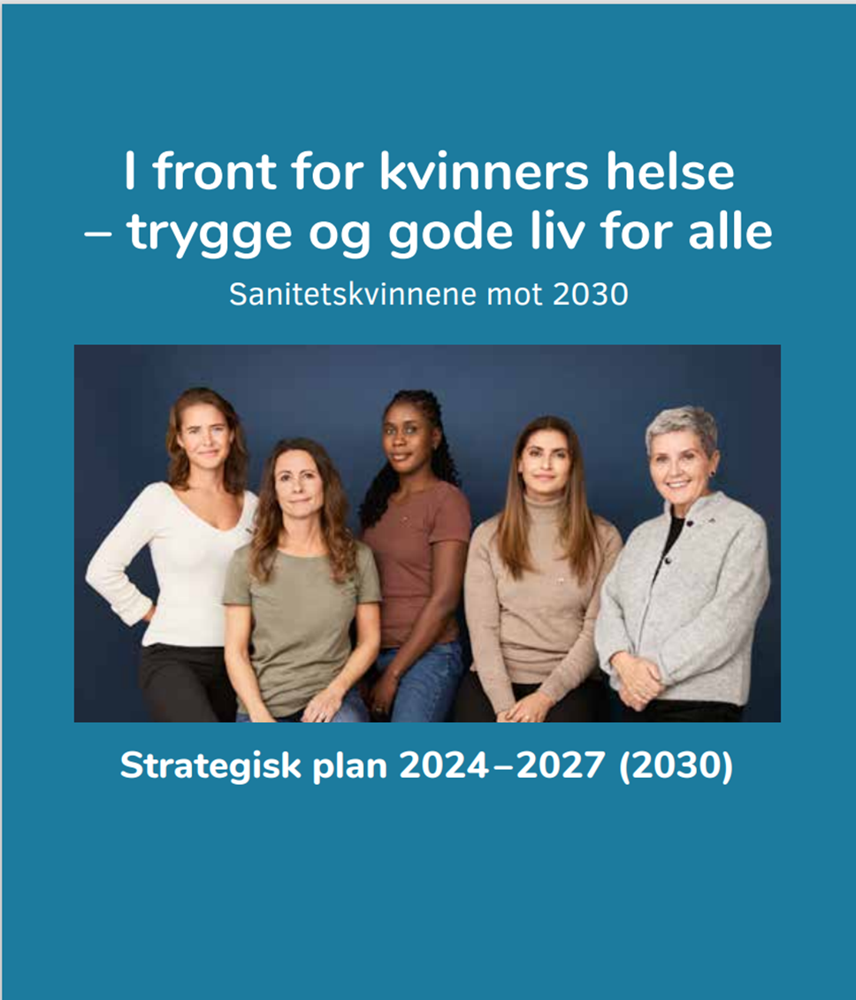 I front for kvinners helse
– trygge og gode liv for alle
Sanitetskvinnene mot 2030
Strategisk plan 2024–2027 (2030)